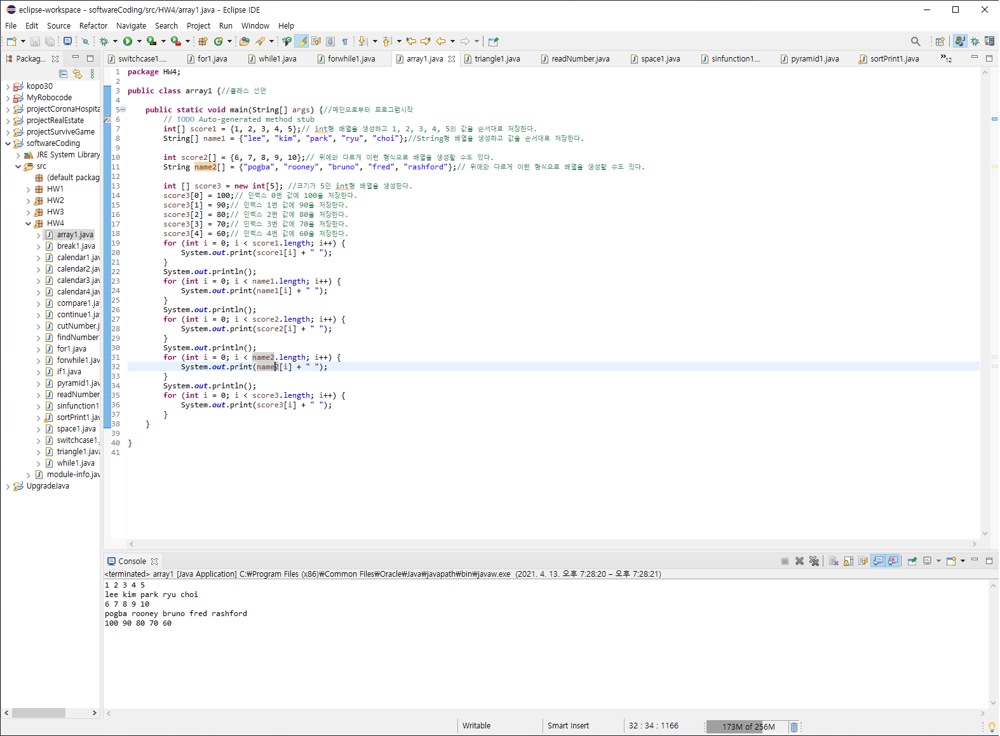 eclipse-workspace - softwareCoding/src/HW4/array1.java - Eclipse IDE
File Edit Source Refactor Navigate Search Project Run Window Help
Packag...
switchcase1.... for1.java while1.java forwhile1.java array1.java triangle1.java readNumber.java space1.java sinfunction1... pyramid1.java sortPrint1.java »12
kopo30
MyRobocode
projectCoronaHospita
projectRealEstate
projectSurviveGame
softwareCoding
JRE System Library
src
(default packag
HW1
HW2
HW3
HW4
array1.java
break1.java
calendar1.jav
calendar2.jav
calendar3.jav
calendar4.jav
compare1.jav
continue1.jav
cutNumber.j
findNumber
for1.java
forwhile1.jav
if1.java
pyramid1.jav
readNumber
sinfunction1
sortPrint1.jav
space1.java
switchcase1.
triangle1.java
while1.java
module-info.jav
UpgradeJava
1 package HW4;
2
3 public class array1 {//클래스 선언
4
5 public static void main(String[] args) {//메인으로부터 프로그램시작
6 // TODO Auto-generated method stub
7 int[] score1 = {1, 2, 3, 4, 5};// int형 배열을 생성하고 1, 2, 3, 4, 5의 값을 순서대로 저장한다.
8 String[] name1 = {"lee", "kim", "park", "ryu", "choi"};//String형 배열을 생성하고 값을 순서대로 저장한다.
9
10 int score2[] = {6, 7, 8, 9, 10};// 위에와 다르게 이런 형식으로 배열을 생성할 수도 있다.
11 String name2[] = {"pogba", "rooney", "bruno", "fred", "rashford"};// 위에와 다르게 이런 형식으로 배열을 생성할 수도 있다.
12
13 int [] score3 = new int[5]; //크기가 5인 int형 배열을 생성한다.
14 score3[0] = 100;// 인덱스 0번 값에 100을 저장한다.
15 score3[1] = 90;// 인덱스 1번 값에 90을 저장한다.
16 score3[2] = 80;// 인덱스 2번 값에 80을 저장한다.
17 score3[3] = 70;// 인덱스 3번 값에 70을 저장한다.
18 score3[4] = 60;// 인덱스 4번 값에 60을 저장한다.
19 for (int i = 0; i < score1.length; i++) {
20 System.out.print(score1[i] + " ");
21 }
22 System.out.println();
23 for (int i = 0; i < name1.length; i++) {
24 System.out.print(name1[i] + " ");
25 }
26 System.out.println();
27 for (int i = 0; i < score2.length; i++) {
28 System.out.print(score2[i] + " ");
29 }
30 System.out.println();
31 for (int i = 0; i < name2.length; i++) {
32 System.out.print(name2[i] + " ");
33 }
34 System.out.println();
35 for (int i = 0; i < score3.length; i++) {
36 System.out.print(score3[i] + " ");
37 }
38 }
39
40 }
41
Console
<terminated> array1 [Java Application] C:₩Program Files (x86)₩Common Files₩Oracle₩Java₩javapath₩bin₩javaw.exe (2021. 4. 13. 오후 7:28:20 – 오후 7:28:21)
1 2 3 4 5
lee kim park ryu choi
6 7 8 9 10
pogba rooney bruno fred rashford
100 90 80 70 60
Writable Smart Insert 32 : 34 : 1166 173M of 256M